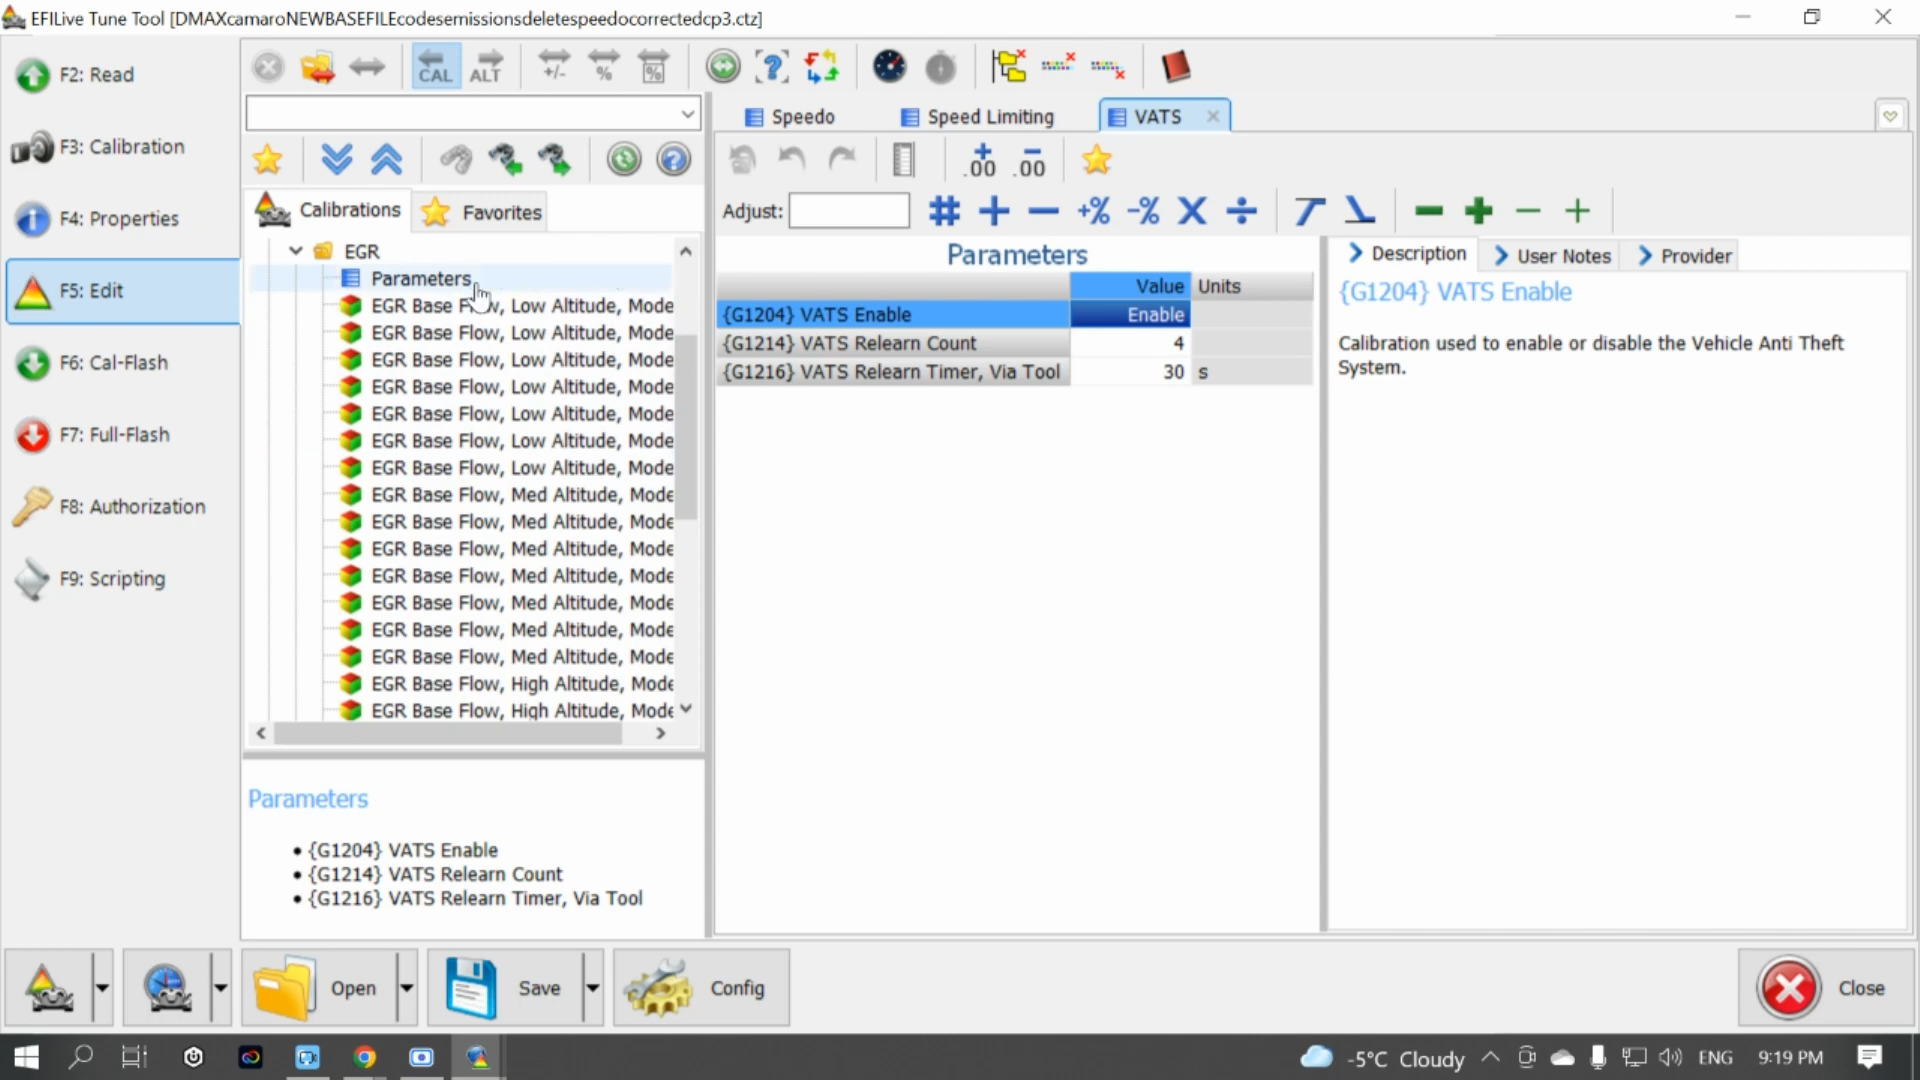 EFILive Tune Tool [DMAXcamaroNEWBASEFILEcodesemissionsdeletespeedocorrectedcp3.ctz]
F2: Read
F3: Calibration
F4: Properties
F5: Edit
F6: Cal-Flash
F7: Full-Flash
F8: Authorization
F9: Scripting
CAL
ALT
+/-
%
%
Calibrations
Favorites
EGR
Parameters
EGR Base Flow, Low Altitude, Mode
EGR Base Flow, Low Altitude, Mode
EGR Base Flow, Low Altitude, Mode
EGR Base Flow, Low Altitude, Mode
EGR Base Flow, Low Altitude, Mode
EGR Base Flow, Low Altitude, Mode
EGR Base Flow, Low Altitude, Mode
EGR Base Flow, Med Altitude, Mode
EGR Base Flow, Med Altitude, Mode
EGR Base Flow, Med Altitude, Mode
EGR Base Flow, Med Altitude, Mode
EGR Base Flow, Med Altitude, Mode
EGR Base Flow, Med Altitude, Mode
EGR Base Flow, Med Altitude, Mode
EGR Base Flow, High Altitude, Mode
EGR Base Flow, High Altitude, Mode
Parameters
• {G1204} VATS Enable
• {G1214} VATS Relearn Count
• {G1216} VATS Relearn Timer, Via Tool
Speedo
Speed Limiting
VATS
+ .00
- .00
Adjust:
# + - +% -% X ÷
Parameters
Value Units
{G1204} VATS Enable Enable
{G1214} VATS Relearn Count 4
{G1216} VATS Relearn Timer, Via Tool 30 s
Description
User Notes
Provider
{G1204} VATS Enable
Calibration used to enable or disable the Vehicle Anti Theft
System.
Open
Save
Config
Close
-5°C Cloudy
ENG
9:19 PM